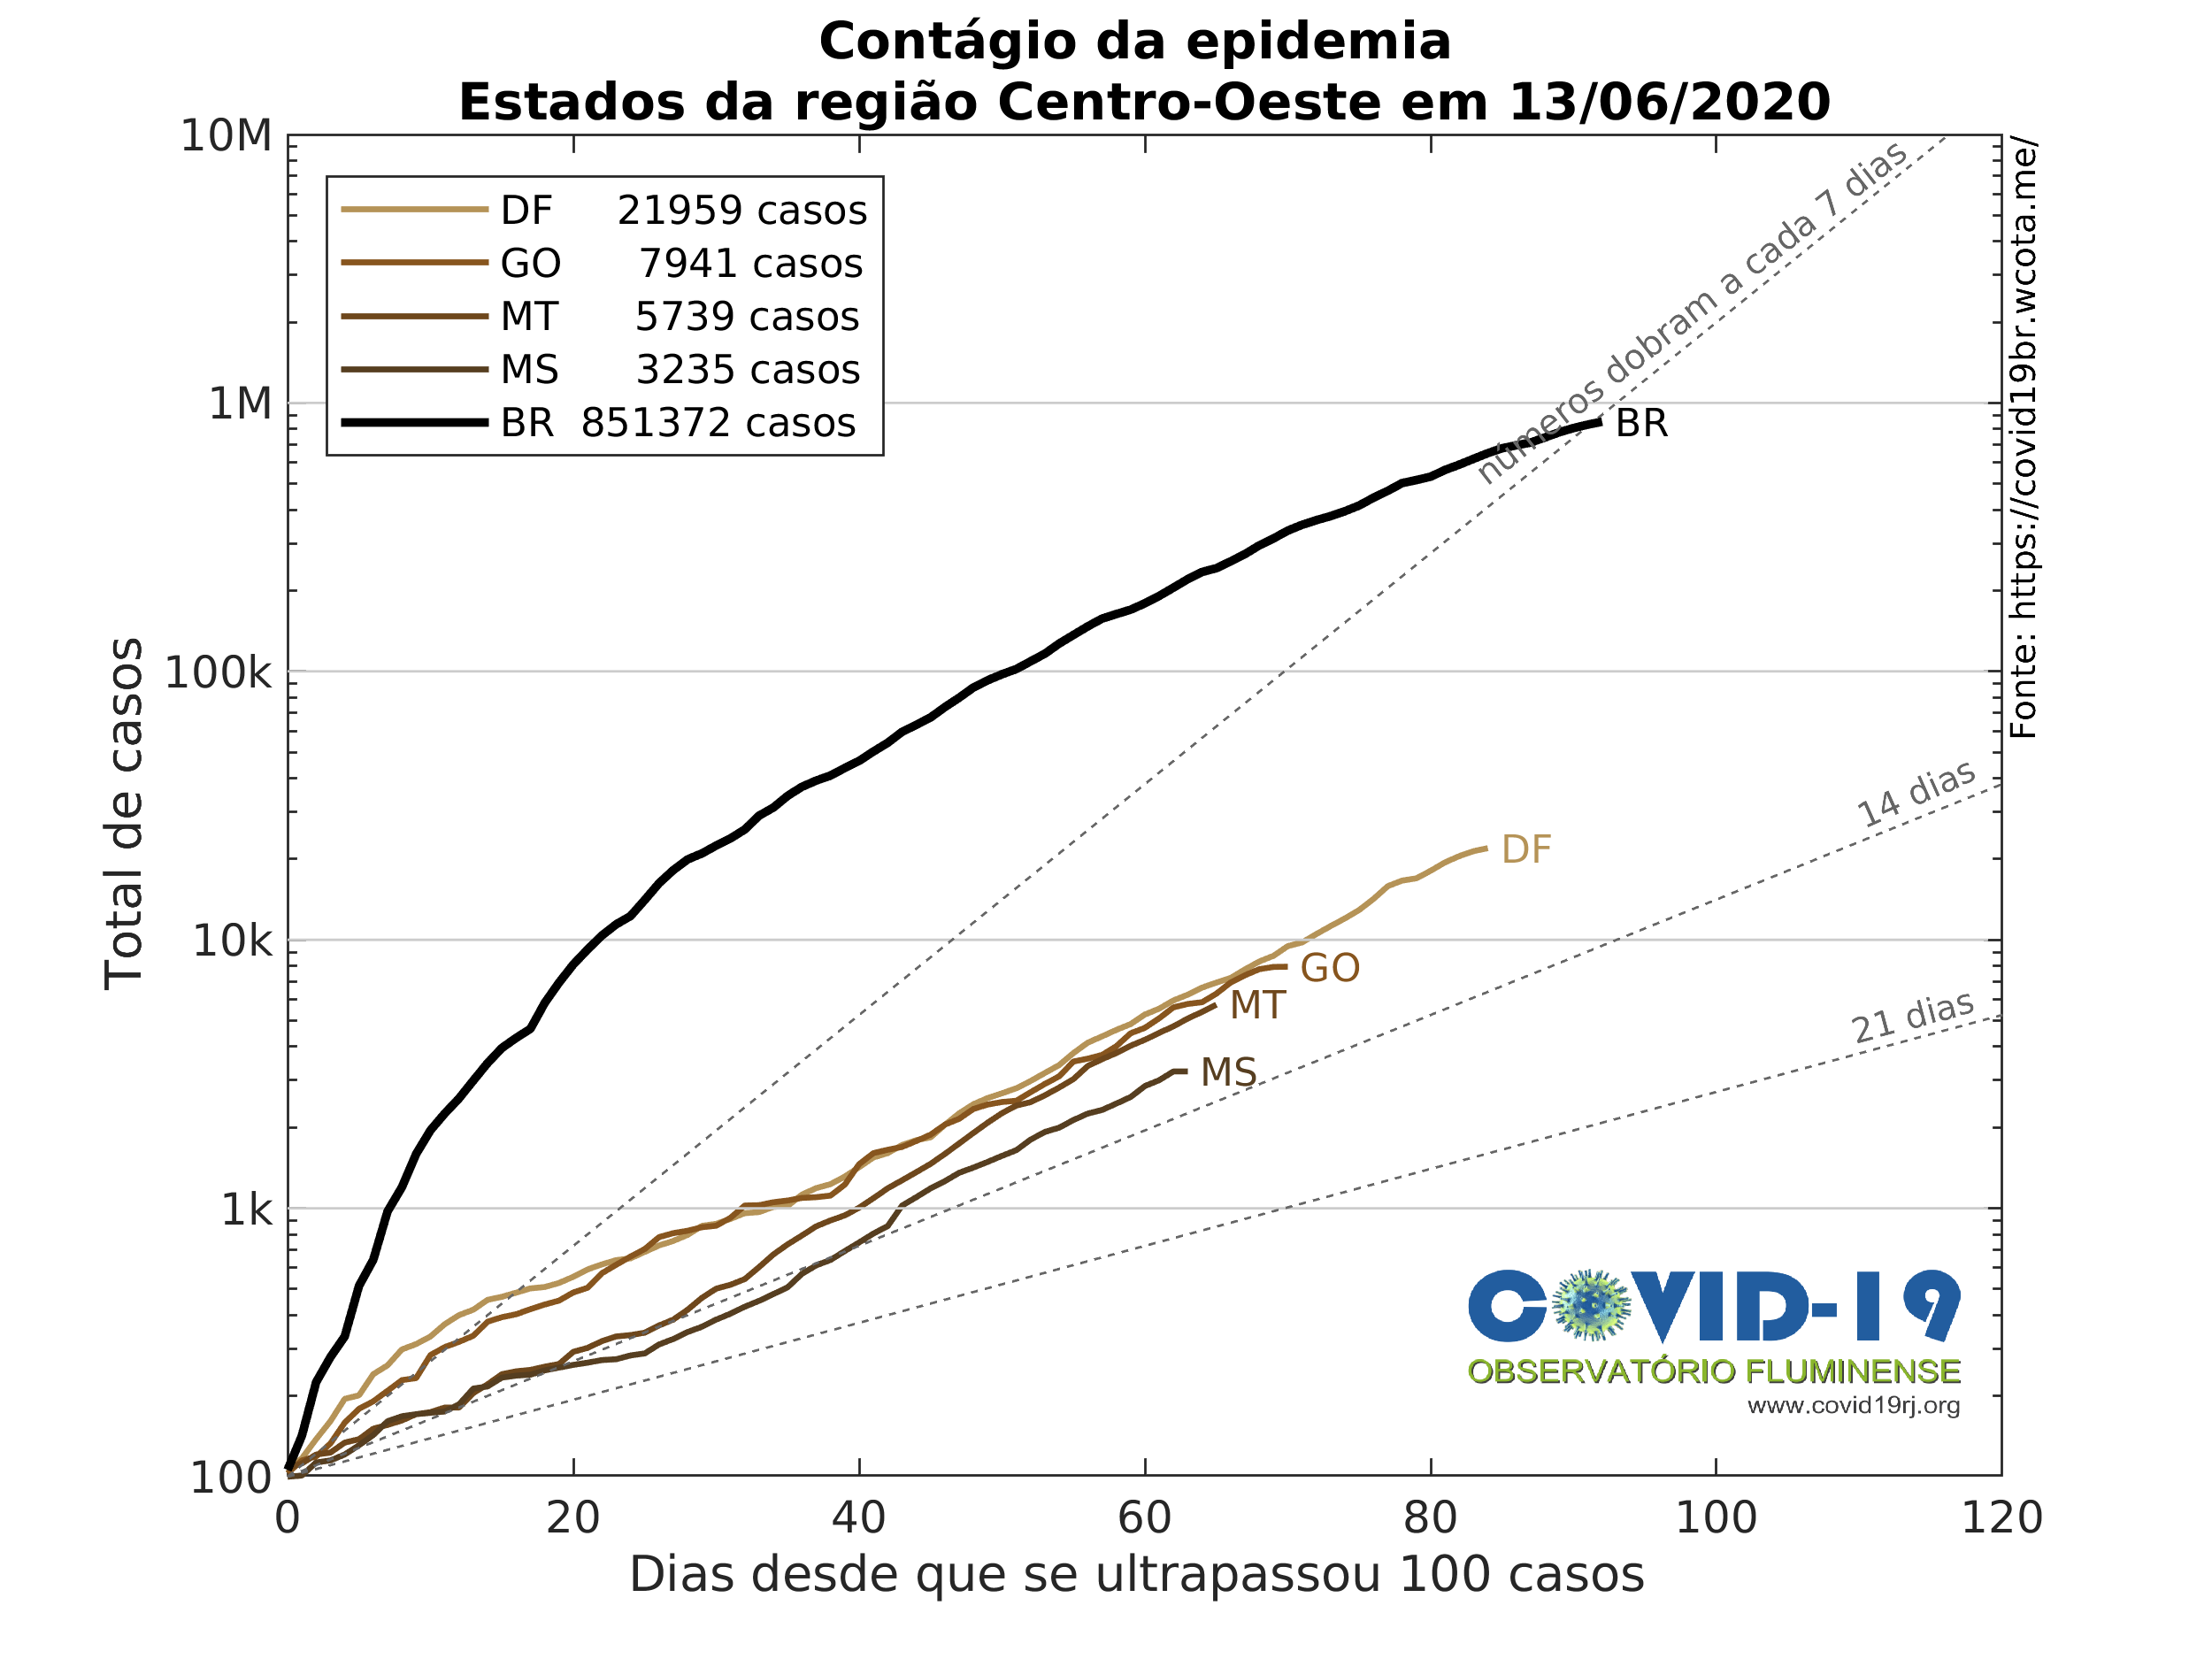 Contágio da epidemia
Estados da região Centro-Oeste em 13/06/2020
10M
1M
100k
10k
1k
100
Total de casos
DF 21959 casos
GO 7941 casos
MT 5739 casos
MS 3235 casos
BR 851372 casos
números dobram a cada 7 dias
BR
14 dias
DF
GO
MT
21 dias
MS
Fonte: https://covid19br.wcota.me/
COVID-19
OBSERVATÓRIO FLUMINENSE
www.covid19rj.org
0 20 40 60 80 100 120
Dias desde que se ultrapassou 100 casos